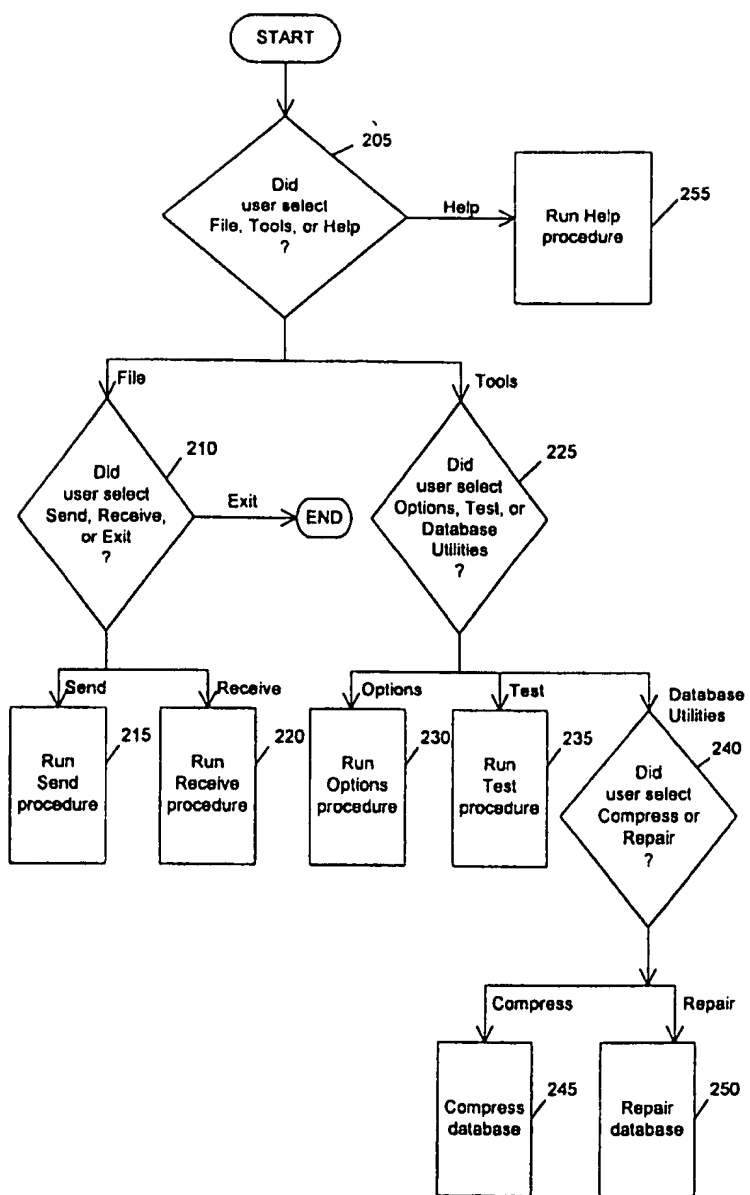 START
205
Did
user select
File, Tools, or Help
?
Help
Run Help
procedure
255
File
Tools
210
Did
user select
Send, Receive,
or Exit
?
Exit
END
225
Did
user select
Options, Test, or
Database
Utilities
?
Send
Receive
Options
Test
Database
Utilities
Run
Send
procedure
215
Run
Receive
procedure
220
Run
Options
procedure
230
Run
Test
procedure
235
240
Did
user select
Compress or
Repair
?
Compress
Repair
Compress
database
245
Repair
database
250